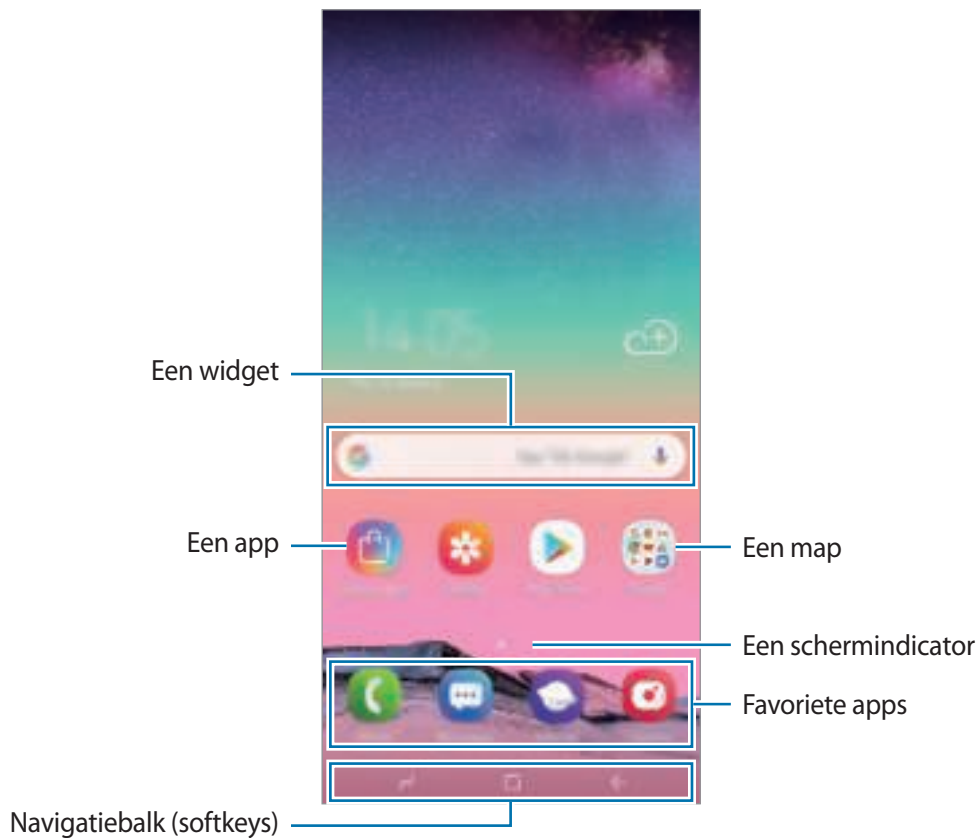 Een widget
Een app
Een map
Een schermindicator
Favoriete apps
Navigatiebalk (softkeys)